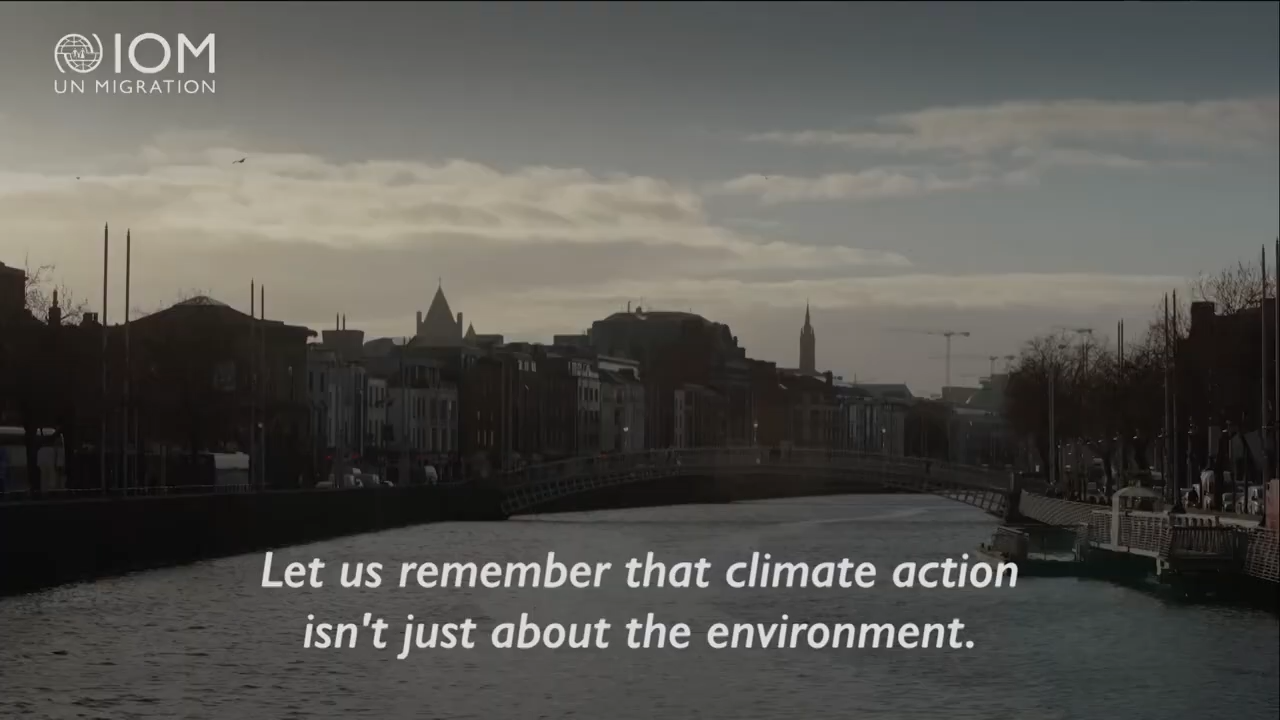 IOM
UN MIGRATION
Let us remember that climate action
isn't just about the environment.